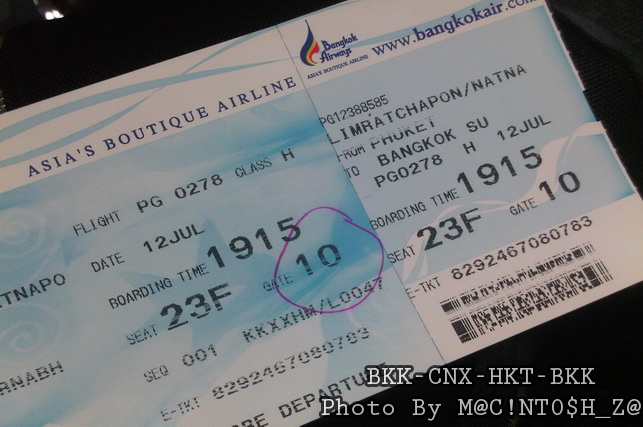 ASIA'S BOUTIQUE AIRLINE
FLIGHT PG 0278 CLASS H
DATE 12JUL
BOARDING TIME 1915
SEAT 23F GATE 10
SEQ 001 KKXXHM/L0047
E-TKT 8292467080783
Bangkok
Airways
ASIA'S BOUTIQUE AIRLINE
www.bangkokair.com
PG12388585
LIMRATCHAPON/NATNA
FROM PHUKET
TO BANGKOK SU
PG0278 H 12JUL
BOARDING TIME 1915
SEAT 23F GATE 10
E-TKT 8292467080783
BKK-CNX-HKT-BKK
Photo By M@C!NT0$H_Z@